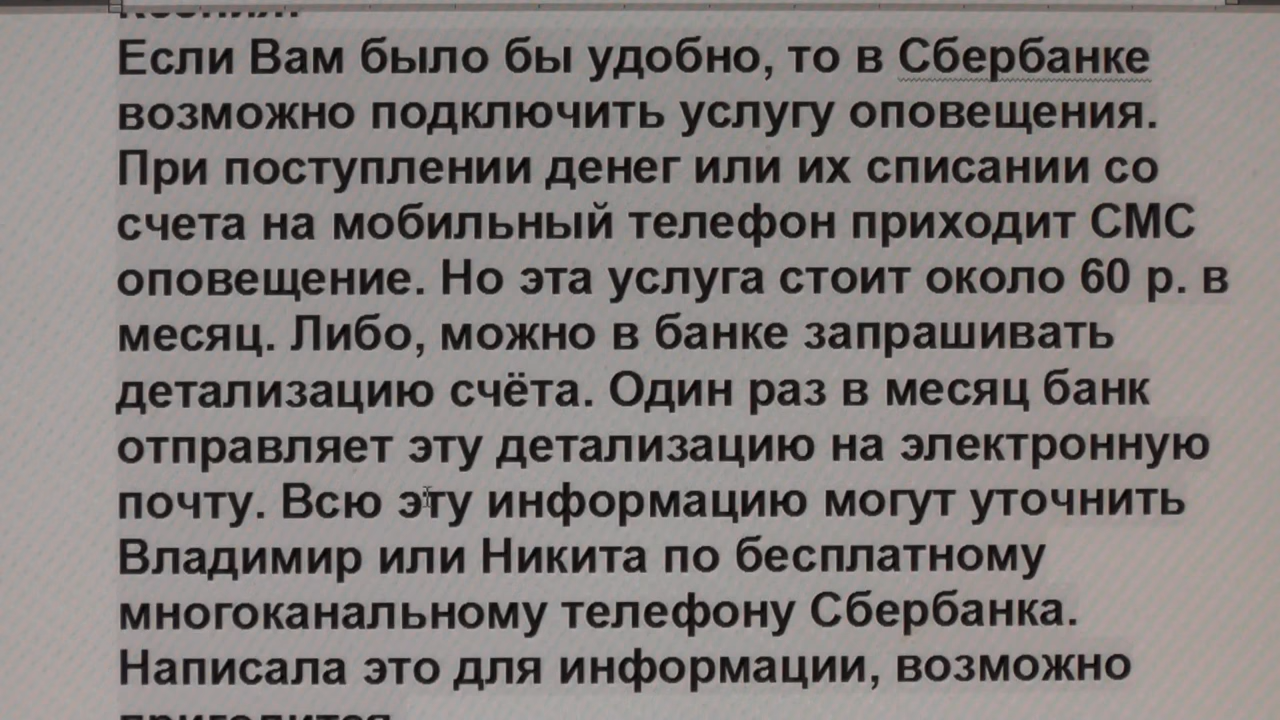 Если Вам было бы удобно, то в Сбербанке
возможно подключить услугу оповещения.
При поступлении денег или их списании со
счета на мобильный телефон приходит СМС
оповещение. Но эта услуга стоит около 60 р. в
месяц. Либо, можно в банке запрашивать
детализацию счёта. Один раз в месяц банк
отправляет эту детализацию на электронную
почту. Всю эту информацию могут уточнить
Владимир или Никита по бесплатному
многоканальному телефону Сбербанка.
Написала это для информации, возможно